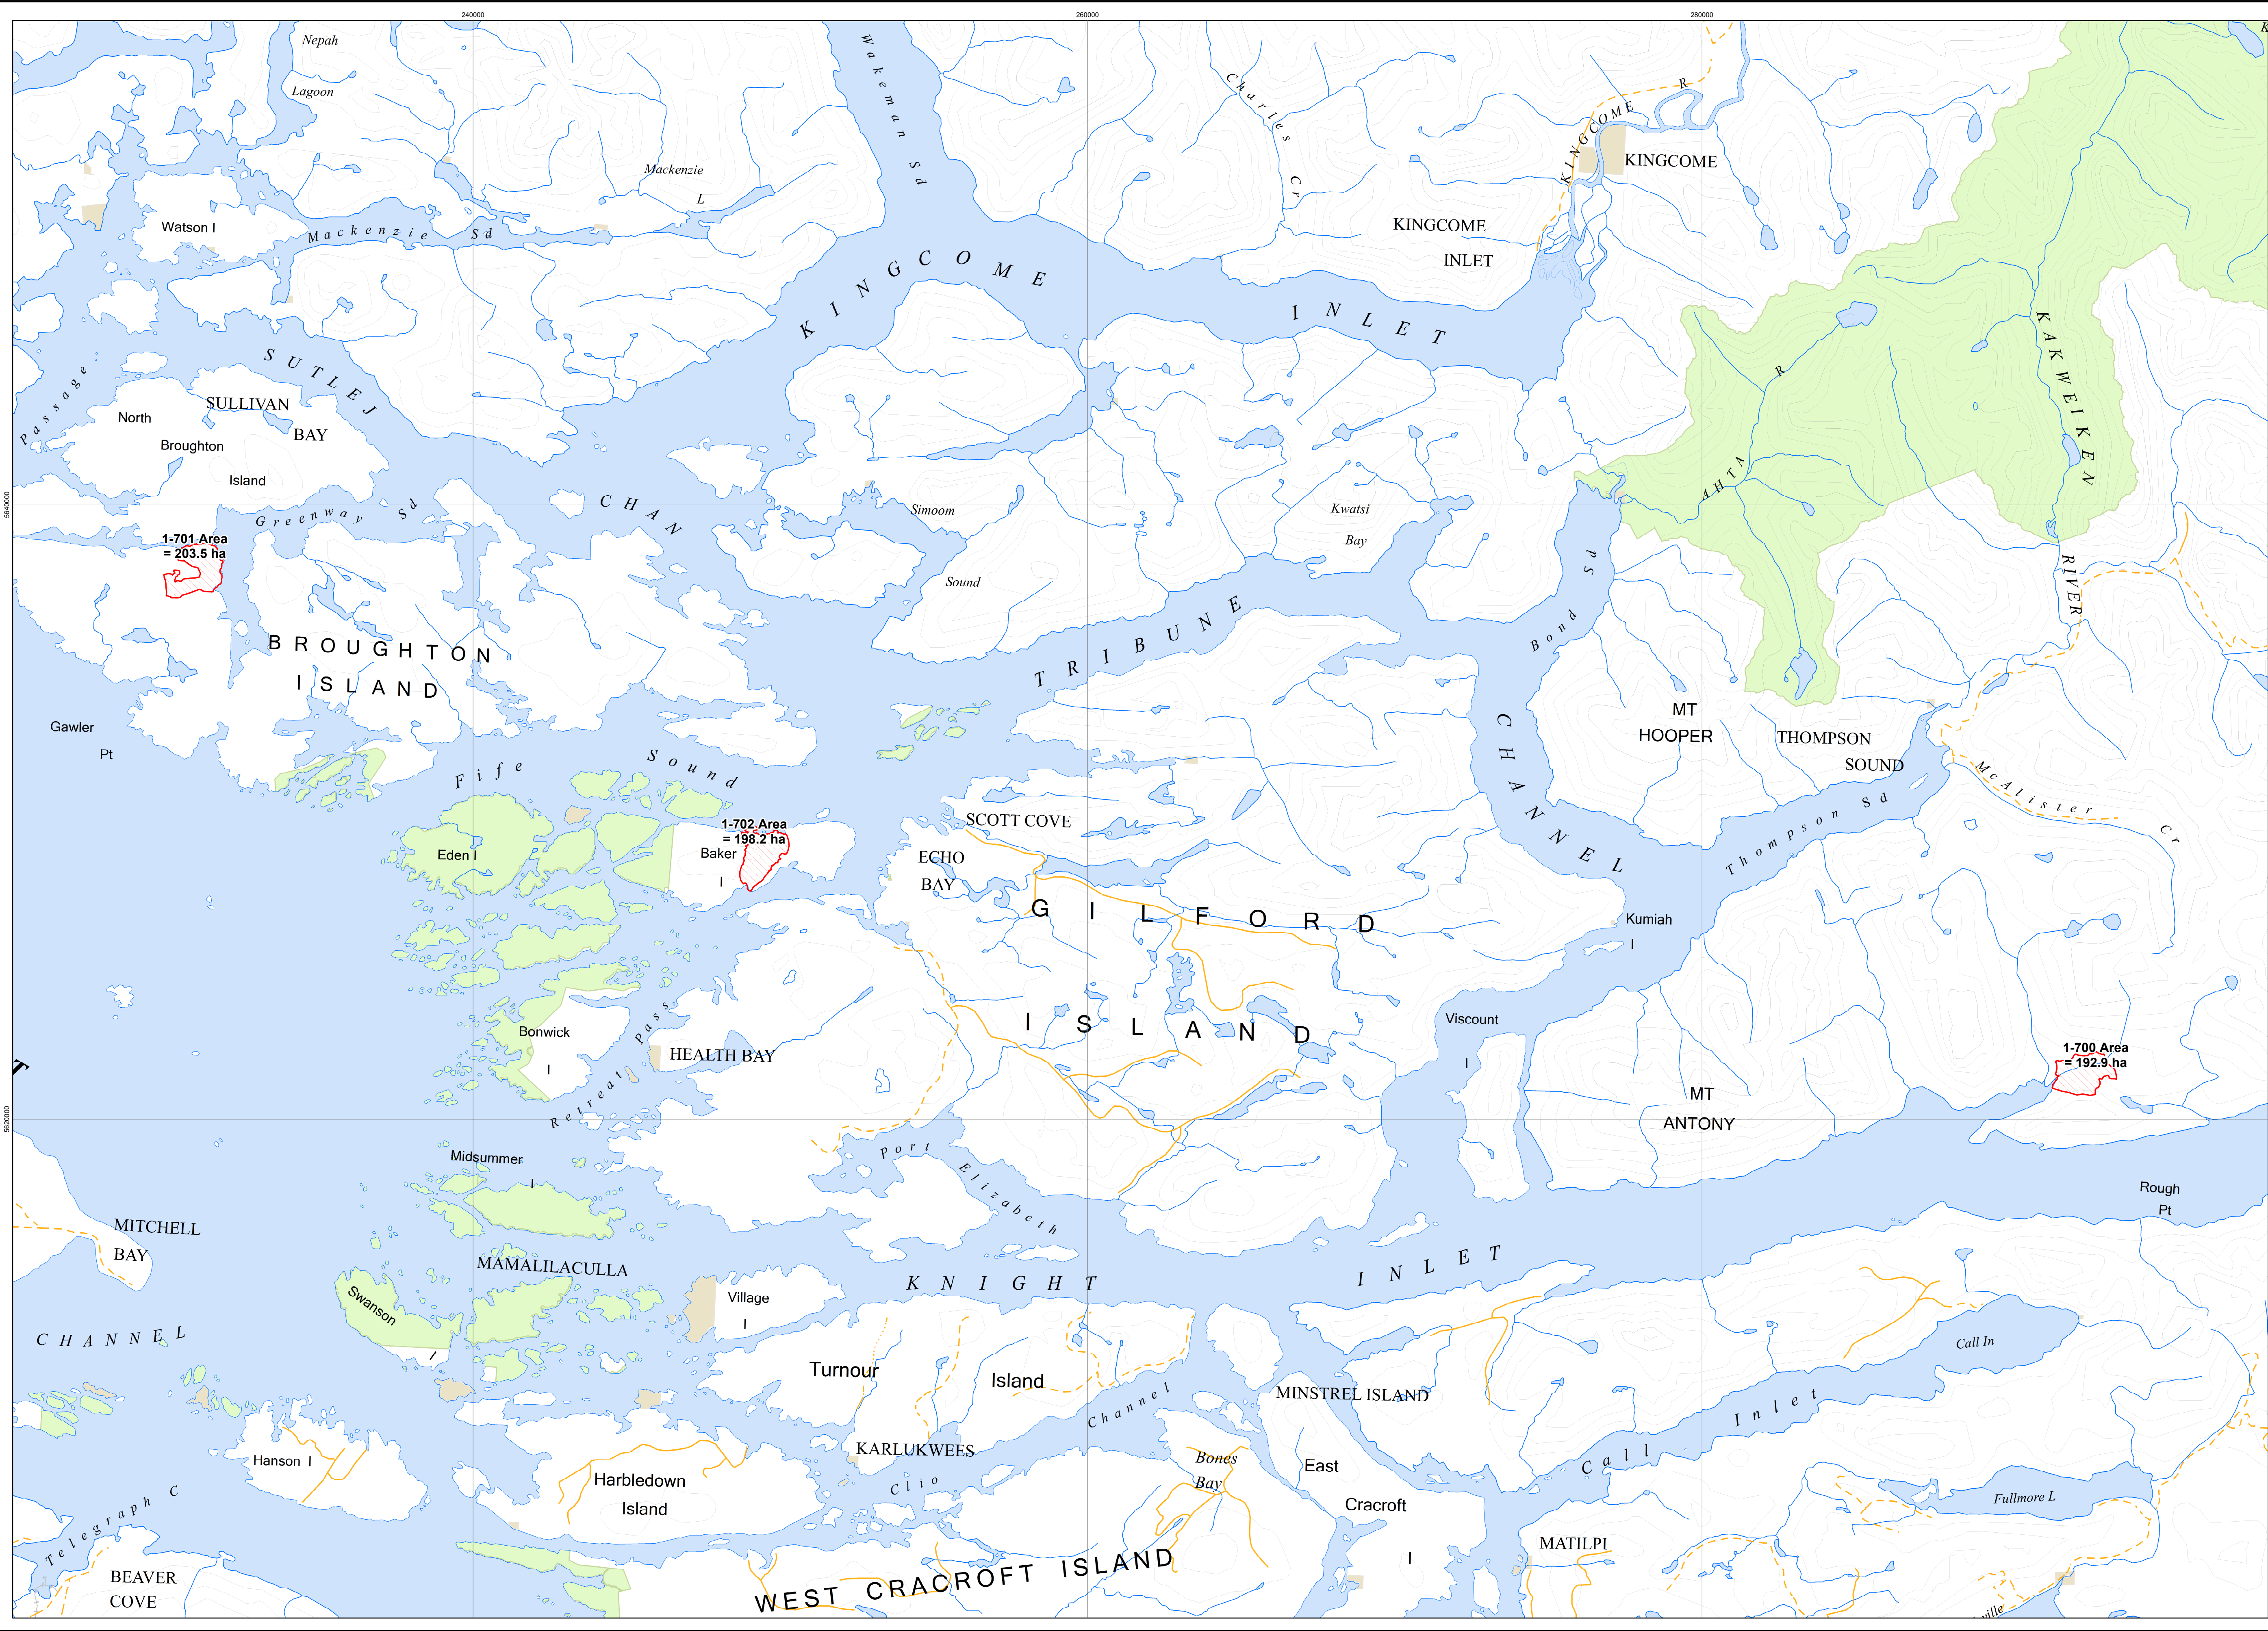 240000
260000
280000
Nepah
Lagoon
Wakeman Sd
Charles Cr
KINGCOME R
KINGCOME
Mackenzie
L
Watson I
Mackenzie Sd
KINGCOME
INLET
KINGCOME
INLET
KAKWEIKEN
RIVER
Passage
SUTLEJ
CHAN
North
Broughton
Island
SULLIVAN
BAY
AHTA R
5640000
Greenway Sd
Simoom
Sound
Kwatsi
Bay
1-701 Area
= 203.5 ha
Bond Sd
BROUGHTON
ISLAND
TRIBUNE
CHANNEL
Gawler
Pt
MT
HOOPER
THOMPSON
SOUND
Fife Sound
McAlister Cr
Thompson Sd
SCOTT COVE
1-702 Area
= 198.2 ha
Baker
I
Eden I
ECHO
BAY
GILFORD
ISLAND
Kumiah
I
Bonwick
I
Retreat Pass
HEALTH BAY
Viscount
I
1-700 Area
= 192.9 ha
MT
ANTONY
5620000
Port Elizabeth
Midsummer
I
Rough
Pt
MITCHELL
BAY
MAMALILACULLA
KNIGHT
INLET
Swanson
I
Village
I
CHANNEL
Turnour
Island
Call In
MINSTREL ISLAND
Clio Channel
Call Inlet
KARLUKWEES
Hanson I
Harbledown
Island
Bones
Bay
East
Cracroft
I
Fullmore L
Telegraph C
MATILPI
BEAVER
COVE
WEST CRACROFT ISLAND
ville